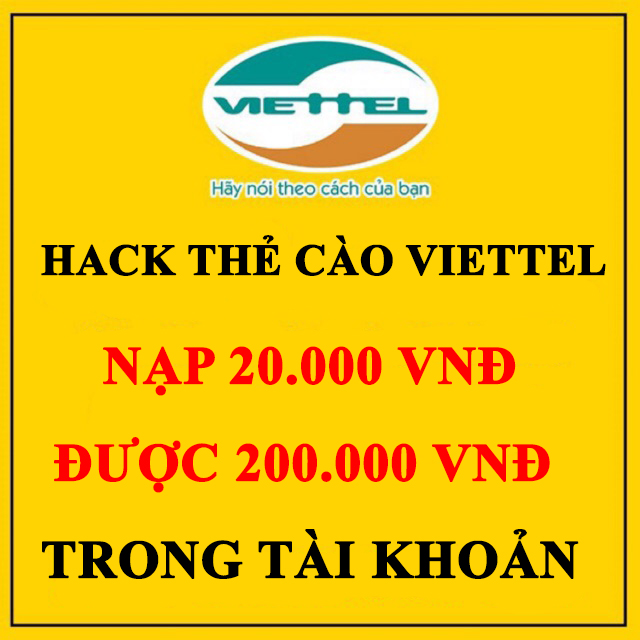 VIETTEL
Hãy nói theo cách của bạn
HACK THẺ CÀO VIETTEL
NẠP 20.000 VNĐ
ĐƯỢC 200.000 VNĐ
TRONG TÀI KHOẢN